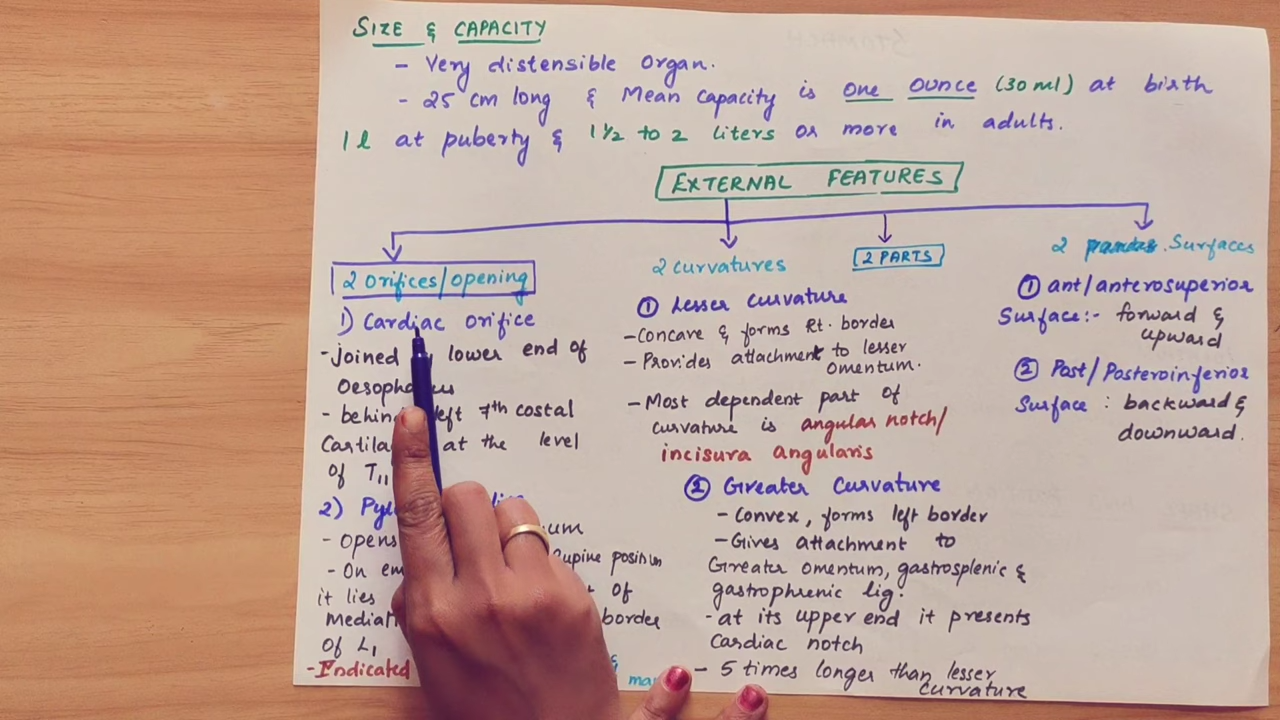 SIZE & CAPACITY
- Very distensible Organ.
- 25 cm long & Mean Capacity is one ounce (30 ml) at birth
1 l at puberty & 1 1/2 to 2 liters or more in adults.
EXTERNAL FEATURES
2 Orifices/opening
1) Cardiac orifice
- joined lower end of
Oesophagus
- behind left 7th costal
Cartilage at the level
of T11
2)
- Opens
- On supine position
it lies of
border
of L1
- Indicated &
2 curvatures
① Lesser curvature
- Concave & forms Rt. border
- Provides attachment to lesser
omentum.
- Most dependent part of
curvature is angular notch/
incisura angularis
② Greater Curvature
- Convex, forms left border
- Gives attachment to
Greater omentum, gastrosplenic &
gastrophrenic lig.
- at its upper end it presents
Cardiac notch
- 5 times longer than lesser
curvature
2 PARTS
2 Surfaces
① ant/anterosuperior
Surface:- forward &
upward
② Post/Posteroinferior
Surface : backward &
downward.